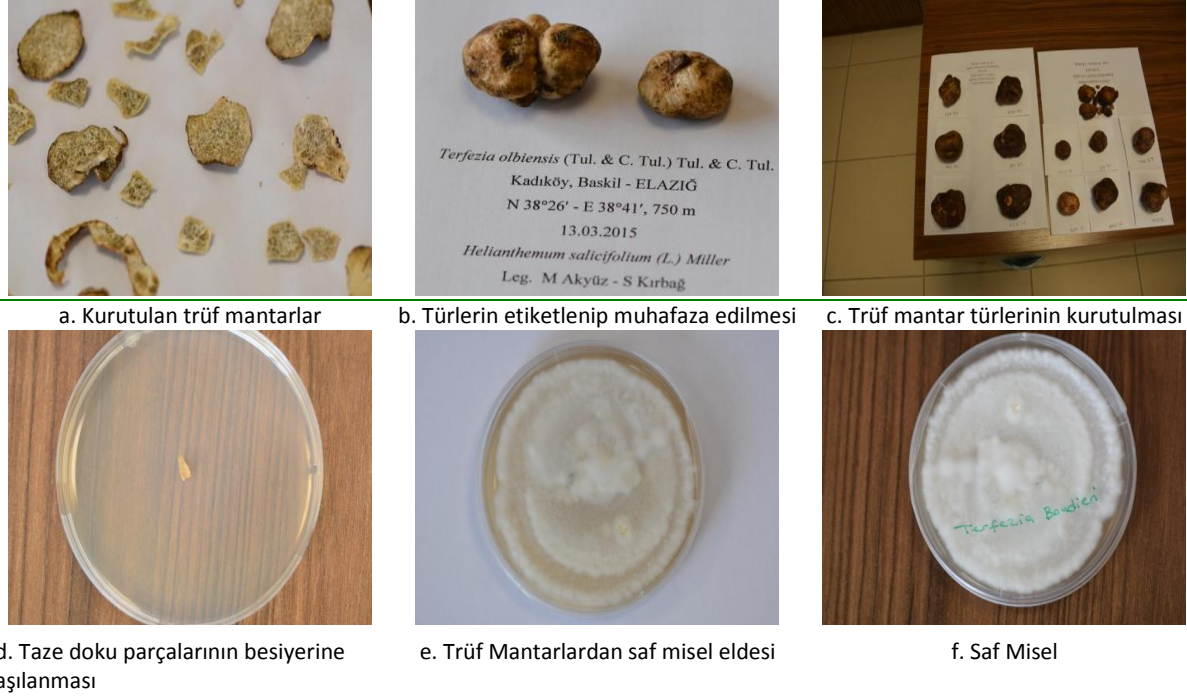 Terfezia olbiensis (Tul. & C. Tul.) Tul. & C. Tul.
Kadıköy, Baskil - ELAZIĞ
N 38°26′ - E 38°41′, 750 m
13.03.2015
Helianthemum salicifolium (L.) Miller
Leg. M Akyüz - S Kırbağ
a. Kurutulan trüf mantarlar
b. Türlerin etiketlenip muhafaza edilmesi
c. Trüf mantar türlerinin kurutulması
Terfezia Boudieri
d. Taze doku parçalarının besiyerine
aşılanması
e. Trüf Mantarlardan saf misel eldesi
f. Saf Misel